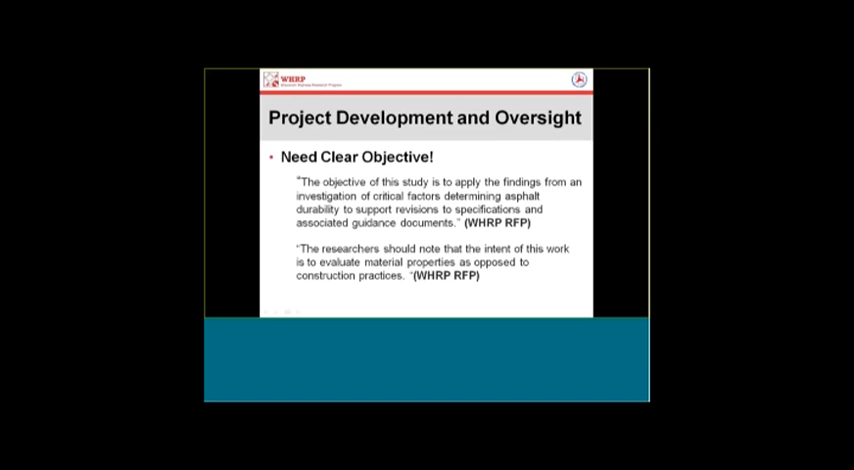 WHRP
Wisconsin Highway Research Program
Project Development and Oversight
• Need Clear Objective!
"The objective of this study is to apply the findings from an
investigation of critical factors determining asphalt
durability to support revisions to specifications and
associated guidance documents." (WHRP RFP)
"The researchers should note that the intent of this work
is to evaluate material properties as opposed to
construction practices. "(WHRP RFP)